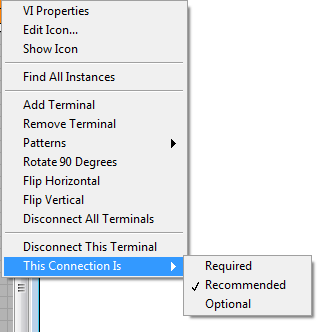 VI Properties
Edit Icon...
Show Icon
Find All Instances
Add Terminal
Remove Terminal
Patterns
Rotate 90 Degrees
Flip Horizontal
Flip Vertical
Disconnect All Terminals
Disconnect This Terminal
This Connection Is
Required
Recommended
Optional